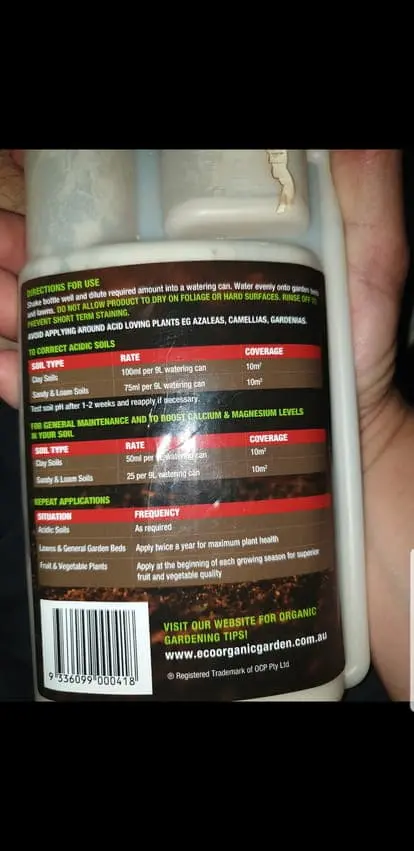 DIRECTIONS FOR USE
Shake bottle well and dilute required amount into a watering can. Water evenly onto garden beds
and lawns. DO NOT ALLOW PRODUCT TO DRY ON FOLIAGE OR HARD SURFACES. RINSE OFF TO
PREVENT SHORT TERM STAINING.
AVOID APPLYING AROUND ACID LOVING PLANTS EG AZALEAS, CAMELLIAS, GARDENIAS.
TO CORRECT ACIDIC SOILS
SOIL TYPE RATE COVERAGE
Clay Soils 100ml per 9L watering can 10m²
Sandy & Loam Soils 75ml per 9L watering can 10m²
Test soil pH after 1-2 weeks and reapply if necessary.
FOR GENERAL MAINTENANCE AND TO BOOST CALCIUM & MAGNESIUM LEVELS
IN YOUR SOIL
SOIL TYPE RATE COVERAGE
Clay Soils 50ml per 9L watering can 10m²
Sandy & Loam Soils 25 per 9L watering can 10m²
REPEAT APPLICATIONS
SITUATION FREQUENCY
Acidic Soils As required
Lawns & General Garden Beds Apply twice a year for maximum plant health
Fruit & Vegetable Plants Apply at the beginning of each growing season for superior
fruit and vegetable quality
VISIT OUR WEBSITE FOR ORGANIC
GARDENING TIPS!
www.ecoorganicgarden.com.au
® Registered Trademark of OCP Pty Ltd
9 336099 000418